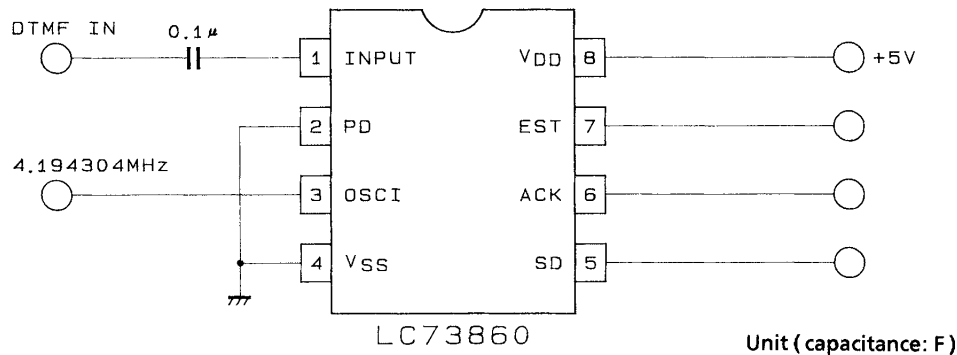 DTMF IN
0.1μ
1 INPUT
VDD 8
+5V
2 PD
EST 7
4.194304MHz
3 OSCI
ACK 6
4 VSS
SD 5
LC73860
Unit (capacitance: F)